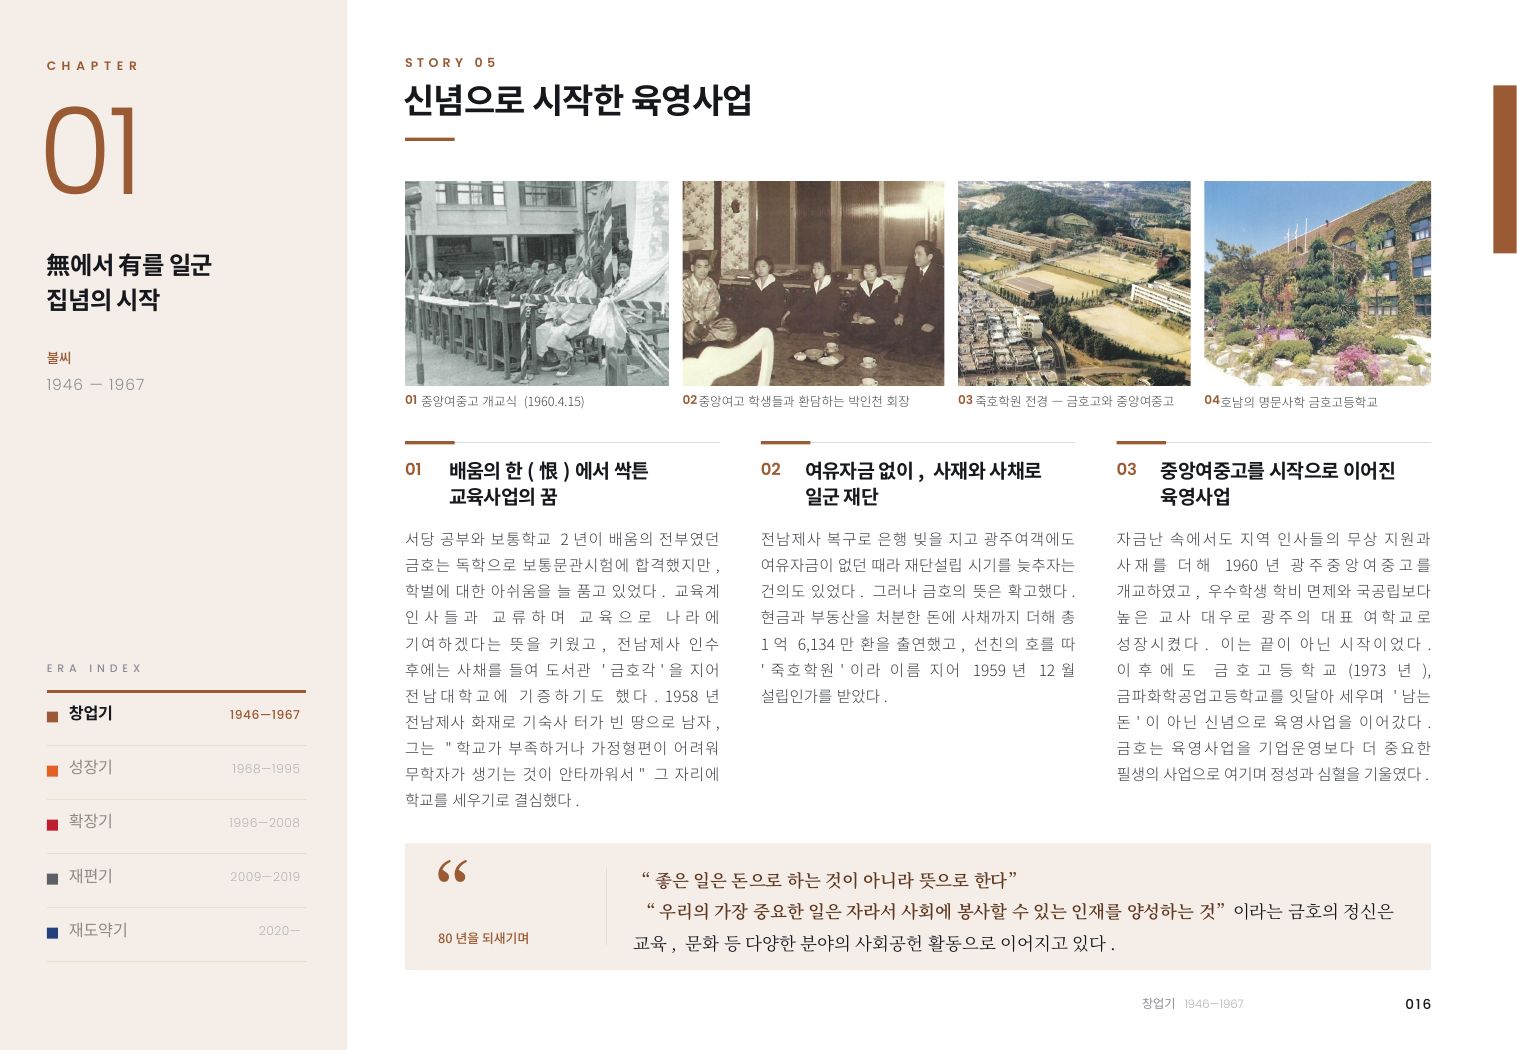 CHAPTER
01
無에서 有를 일군
집념의 시작
불씨
1946 — 1967
ERA INDEX
창업기 1946—1967
성장기 1968—1995
확장기 1996—2008
재편기 2009—2019
재도약기 2020—
STORY 05
신념으로 시작한 육영사업
01 중앙여중고 개교식 (1960.4.15)
02 중앙여고 학생들과 환담하는 박인천 회장
03 죽호학원 전경 — 금호고와 중앙여중고
04 호남의 명문사학 금호고등학교
01 배움의 한 ( 恨 ) 에서 싹튼
교육사업의 꿈
서당 공부와 보통학교 2 년이 배움의 전부였던
금호는 독학으로 보통문관시험에 합격했지만 ,
학벌에 대한 아쉬움을 늘 품고 있었다 . 교육계
인사들과 교류하며 교육으로 나라에
기여하겠다는 뜻을 키웠고 , 전남제사 인수
후에는 사채를 들여 도서관 ' 금호각 ' 을 지어
전남대학교에 기증하기도 했다 . 1958 년
전남제사 화재로 기숙사 터가 빈 땅으로 남자 ,
그는 " 학교가 부족하거나 가정형편이 어려워
무학자가 생기는 것이 안타까워서 " 그 자리에
학교를 세우기로 결심했다 .
02 여유자금 없이 , 사재와 사채로
일군 재단
전남제사 복구로 은행 빚을 지고 광주여객에도
여유자금이 없던 때라 재단설립 시기를 늦추자는
건의도 있었다 . 그러나 금호의 뜻은 확고했다 .
현금과 부동산을 처분한 돈에 사채까지 더해 총
1 억 6,134 만 환을 출연했고 , 선친의 호를 따
' 죽호학원 ' 이라 이름 지어 1959 년 12 월
설립인가를 받았다 .
03 중앙여중고를 시작으로 이어진
육영사업
자금난 속에서도 지역 인사들의 무상 지원과
사재를 더해 1960 년 광주중앙여중고를
개교하였고 , 우수학생 학비 면제와 국공립보다
높은 교사 대우로 광주의 대표 여학교로
성장시켰다 . 이는 끝이 아닌 시작이었다 .
이후에도 금호고등학교 (1973 년 ),
금파화학공업고등학교를 잇달아 세우며 ' 남는
돈 ' 이 아닌 신념으로 육영사업을 이어갔다 .
금호는 육영사업을 기업운영보다 더 중요한
필생의 사업으로 여기며 정성과 심혈을 기울였다 .
“
80 년을 되새기며
“ 좋은 일은 돈으로 하는 것이 아니라 뜻으로 한다”
“ 우리의 가장 중요한 일은 자라서 사회에 봉사할 수 있는 인재를 양성하는 것” 이라는 금호의 정신은
교육 , 문화 등 다양한 분야의 사회공헌 활동으로 이어지고 있다 .
창업기 1946—1967
016